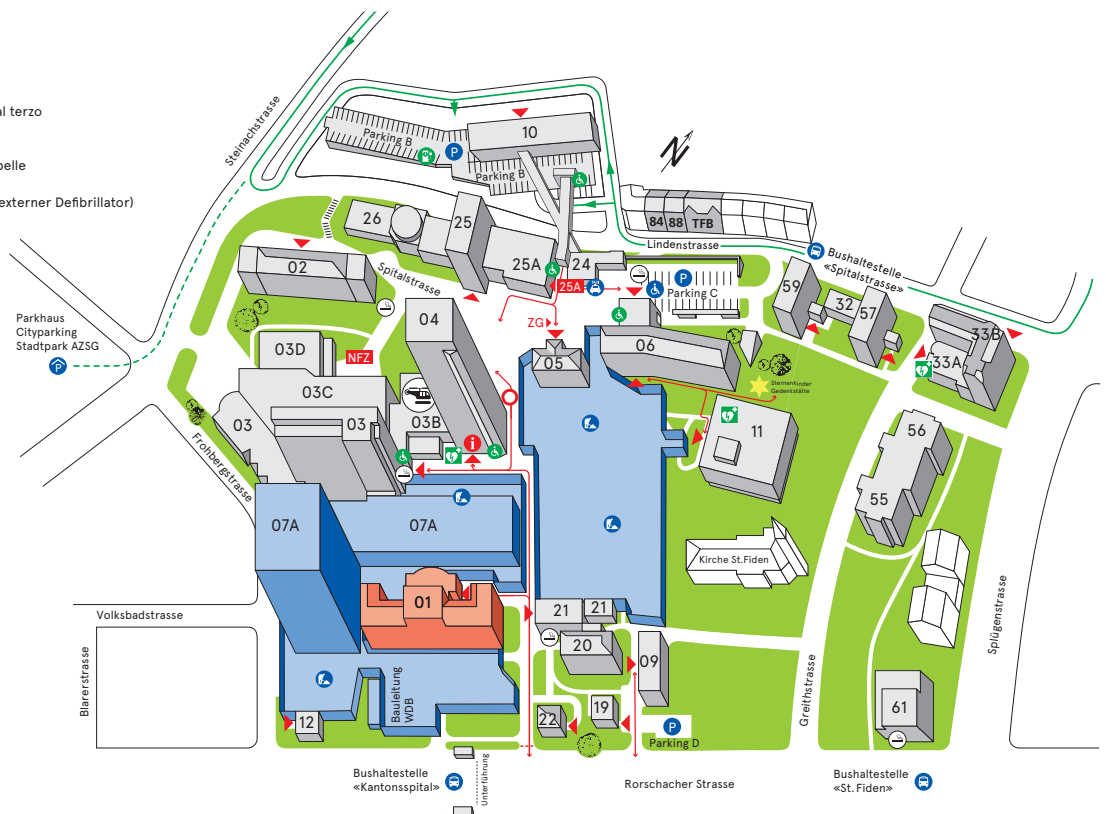 al terzo
pelle
externer Defibrillator)
Steinachstrasse
Parking B
P
10
Parking B
N
84 88 TFB
Lindenstrasse
Bushaltestelle
«Spitalstrasse»
26
25
25A
24
25A
P
Parking C
02
Spitalstrasse
59
32
57
33B
33A
Parkhaus
Cityparking
Stadtpark AZSG
P
04
ZG
05
06
Sternenkinder
Gedenkstätte
03D
NFZ
03C
03
03
03B
i
11
56
55
Frohbergstrasse
07A
07A
Kirche St.Fiden
01
21
21
20
09
Volksbadstrasse
Blarerstrasse
Bauleitung
WDB
12
22
19
P
Parking D
61
Greithstrasse
Splügenstrasse
Bushaltestelle
«Kantonsspital»
Unterführung
Rorschacher Strasse
Bushaltestelle
«St. Fiden»